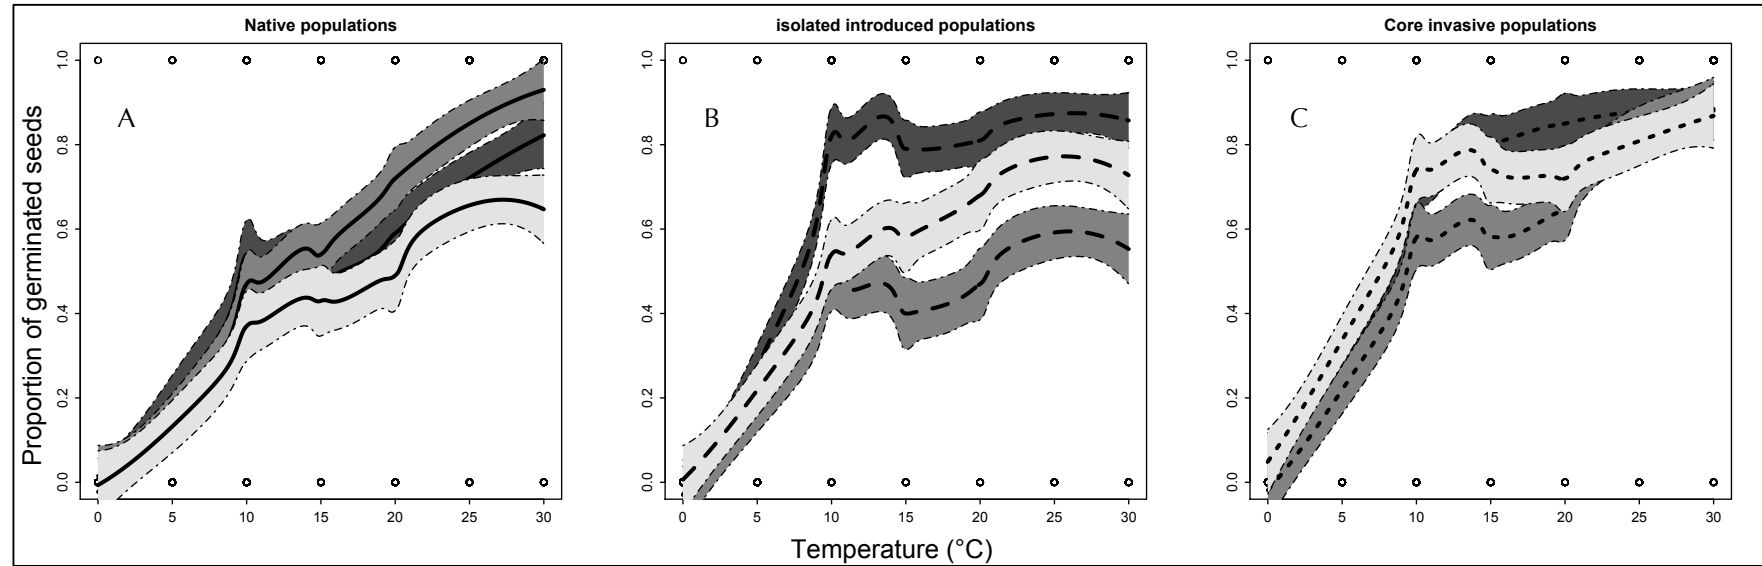 Native populations
isolated introduced populations
Core invasive populations
Proportion of germinated seeds
A
0.0 0.2 0.4 0.6 0.8 1.0
0 5 10 15 20 25 30
B
0.0 0.2 0.4 0.6 0.8 1.0
0 5 10 15 20 25 30
C
0.0 0.2 0.4 0.6 0.8 1.0
0 5 10 15 20 25 30
Temperature (°C)